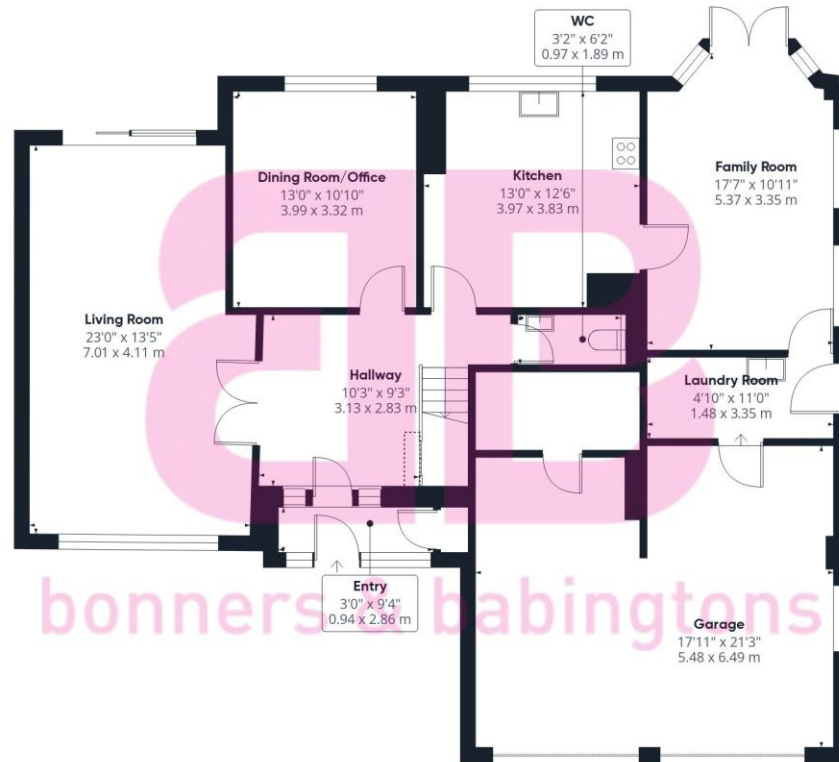 WC
3'2" x 6'2"
0.97 x 1.89 m
Dining Room/Office
13'0" x 10'10"
3.99 x 3.32 m
Kitchen
13'0" x 12'6"
3.97 x 3.83 m
Family Room
17'7" x 10'11"
5.37 x 3.35 m
Living Room
23'0" x 13'5"
7.01 x 4.11 m
Hallway
10'3" x 9'3"
3.13 x 2.83 m
Laundry Room
4'10" x 11'0"
1.48 x 3.35 m
Entry
3'0" x 9'4"
0.94 x 2.86 m
Garage
17'11" x 21'3"
5.48 x 6.49 m
bonners & babingtons